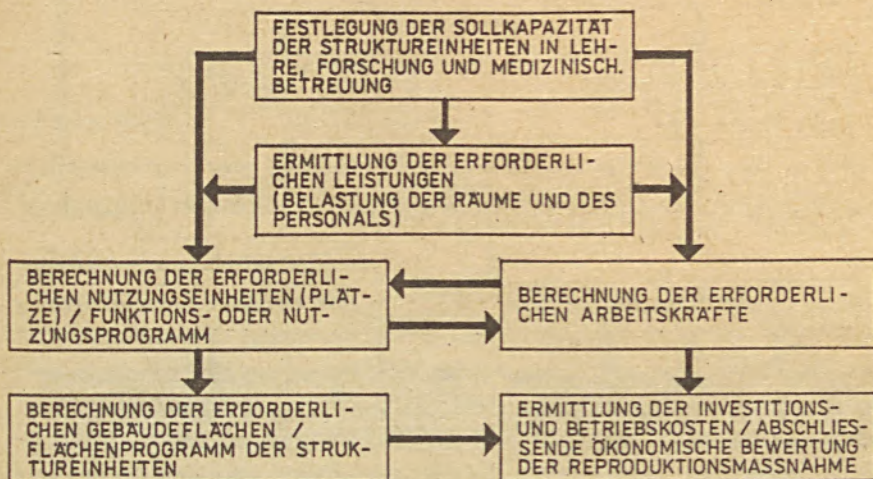 FESTLEGUNG DER SOLLKAPAZITÄT
DER STRUKTUREINHEITEN IN LEH-
RE, FORSCHUNG UND MEDIZINISCH.
BETREUUNG
ERMITTLUNG DER ERFORDERLI-
CHEN LEISTUNGEN
(BELASTUNG DER RÄUME UND DES
PERSONALS)
BERECHNUNG DER ERFORDERLI-
CHEN NUTZUNGSEINHEITEN (PLÄT-
ZE) / FUNKTIONS- ODER NUT-
ZUNGSPROGRAMM
BERECHNUNG DER ERFORDERLI-
CHEN ARBEITSKRÄFTE
BERECHNUNG DER ERFORDERLI-
CHEN GEBÄUDEFLÄCHEN /
FLÄCHENPROGRAMM DER STRUK-
TUREINHEITEN
ERMITTLUNG DER INVESTITIONS-
UND BETRIEBSKOSTEN / ABSCHLIES-
SENDE ÖKONOMISCHE BEWERTUNG
DER REPRODUKTIONSMASSNAHME